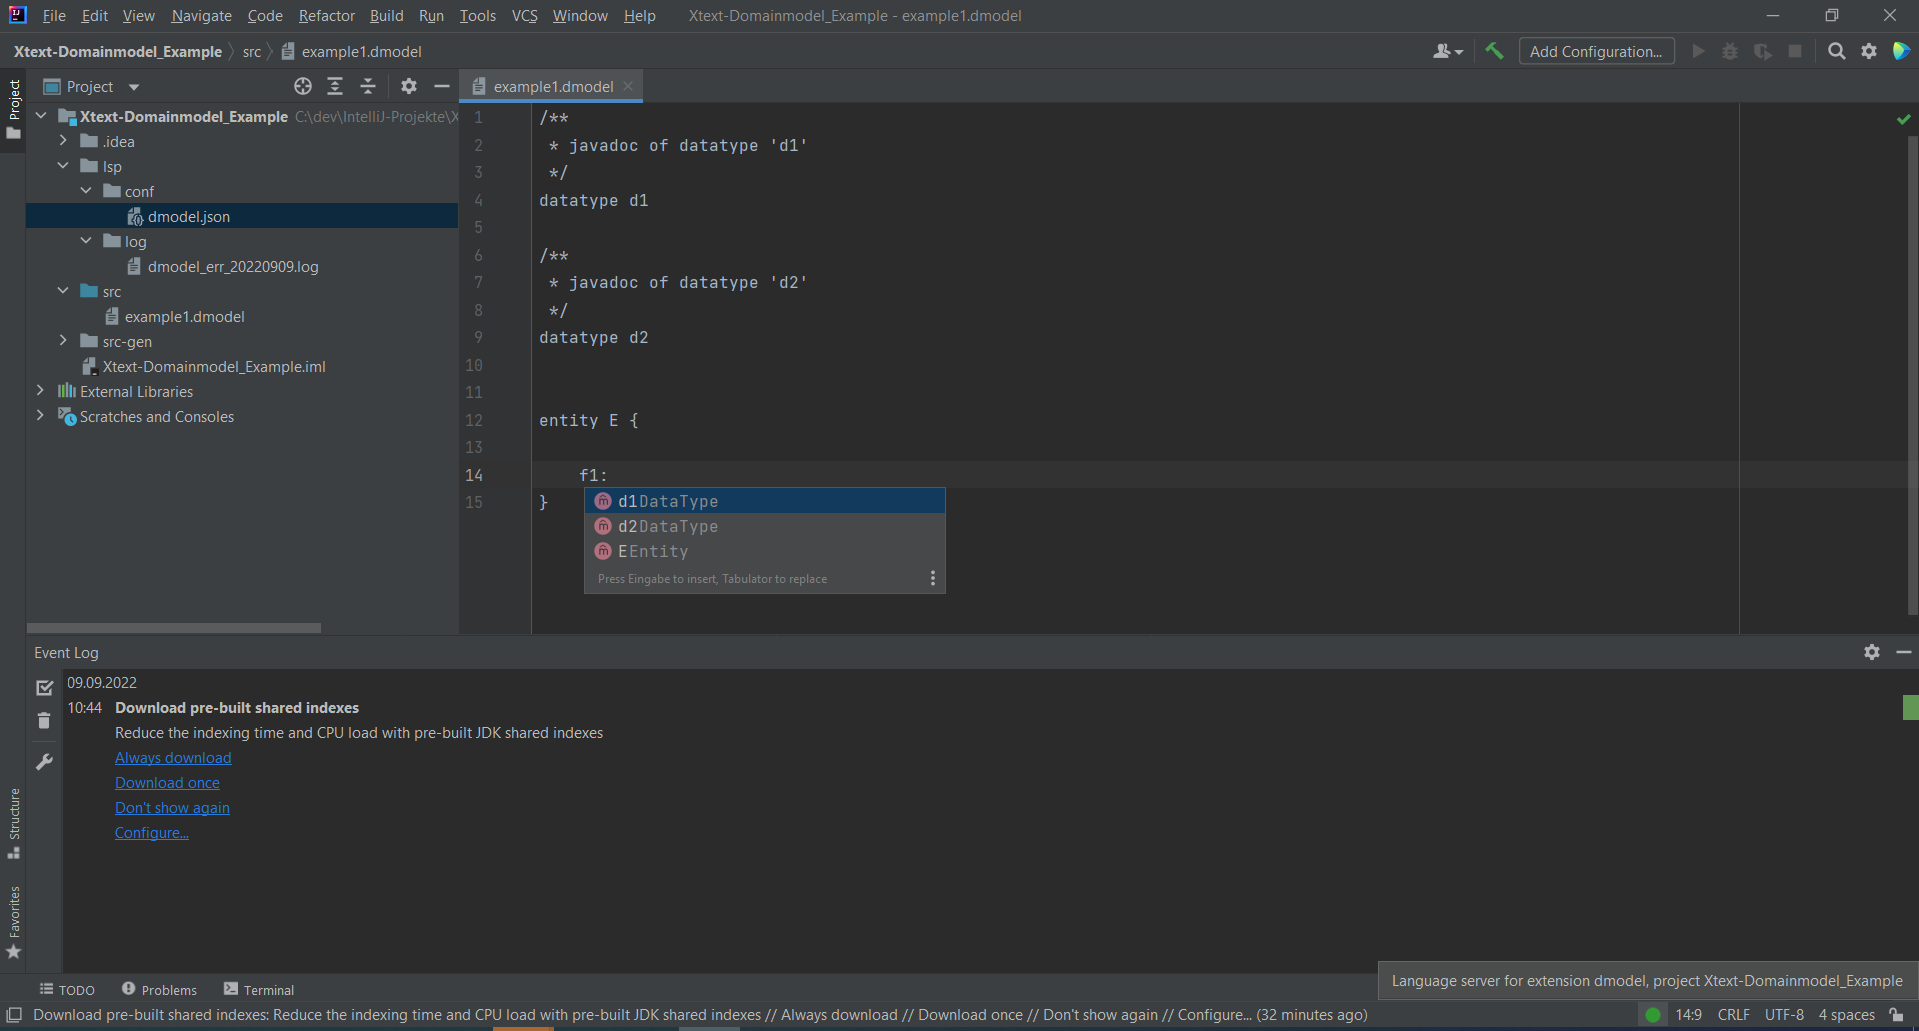 File Edit View Navigate Code Refactor Build Run Tools VCS Window Help Xtext-Domainmodel_Example - example1.dmodel
Xtext-Domainmodel_Example src example1.dmodel Add Configuration...
Project
Project
example1.dmodel
Xtext-Domainmodel_Example C:\dev\IntelliJ-Projekte\X
.idea
lsp
conf
dmodel.json
log
dmodel_err_20220909.log
src
example1.dmodel
src-gen
Xtext-Domainmodel_Example.iml
External Libraries
Scratches and Consoles
1 /**
2 * javadoc of datatype 'd1'
3 */
4 datatype d1
5
6 /**
7 * javadoc of datatype 'd2'
8 */
9 datatype d2
10
11
12 entity E {
13
14 f1:
15 }
d1DataType
d2DataType
EEntity
Press Eingabe to insert, Tabulator to replace
Event Log
09.09.2022
10:44 Download pre-built shared indexes
Reduce the indexing time and CPU load with pre-built JDK shared indexes
Always download
Download once
Don't show again
Configure...
Structure
Favorites
TODO Problems Terminal
Language server for extension dmodel, project Xtext-Domainmodel_Example
Download pre-built shared indexes: Reduce the indexing time and CPU load with pre-built JDK shared indexes // Always download // Download once // Don't show again // Configure... (32 minutes ago) 14:9 CRLF UTF-8 4 spaces